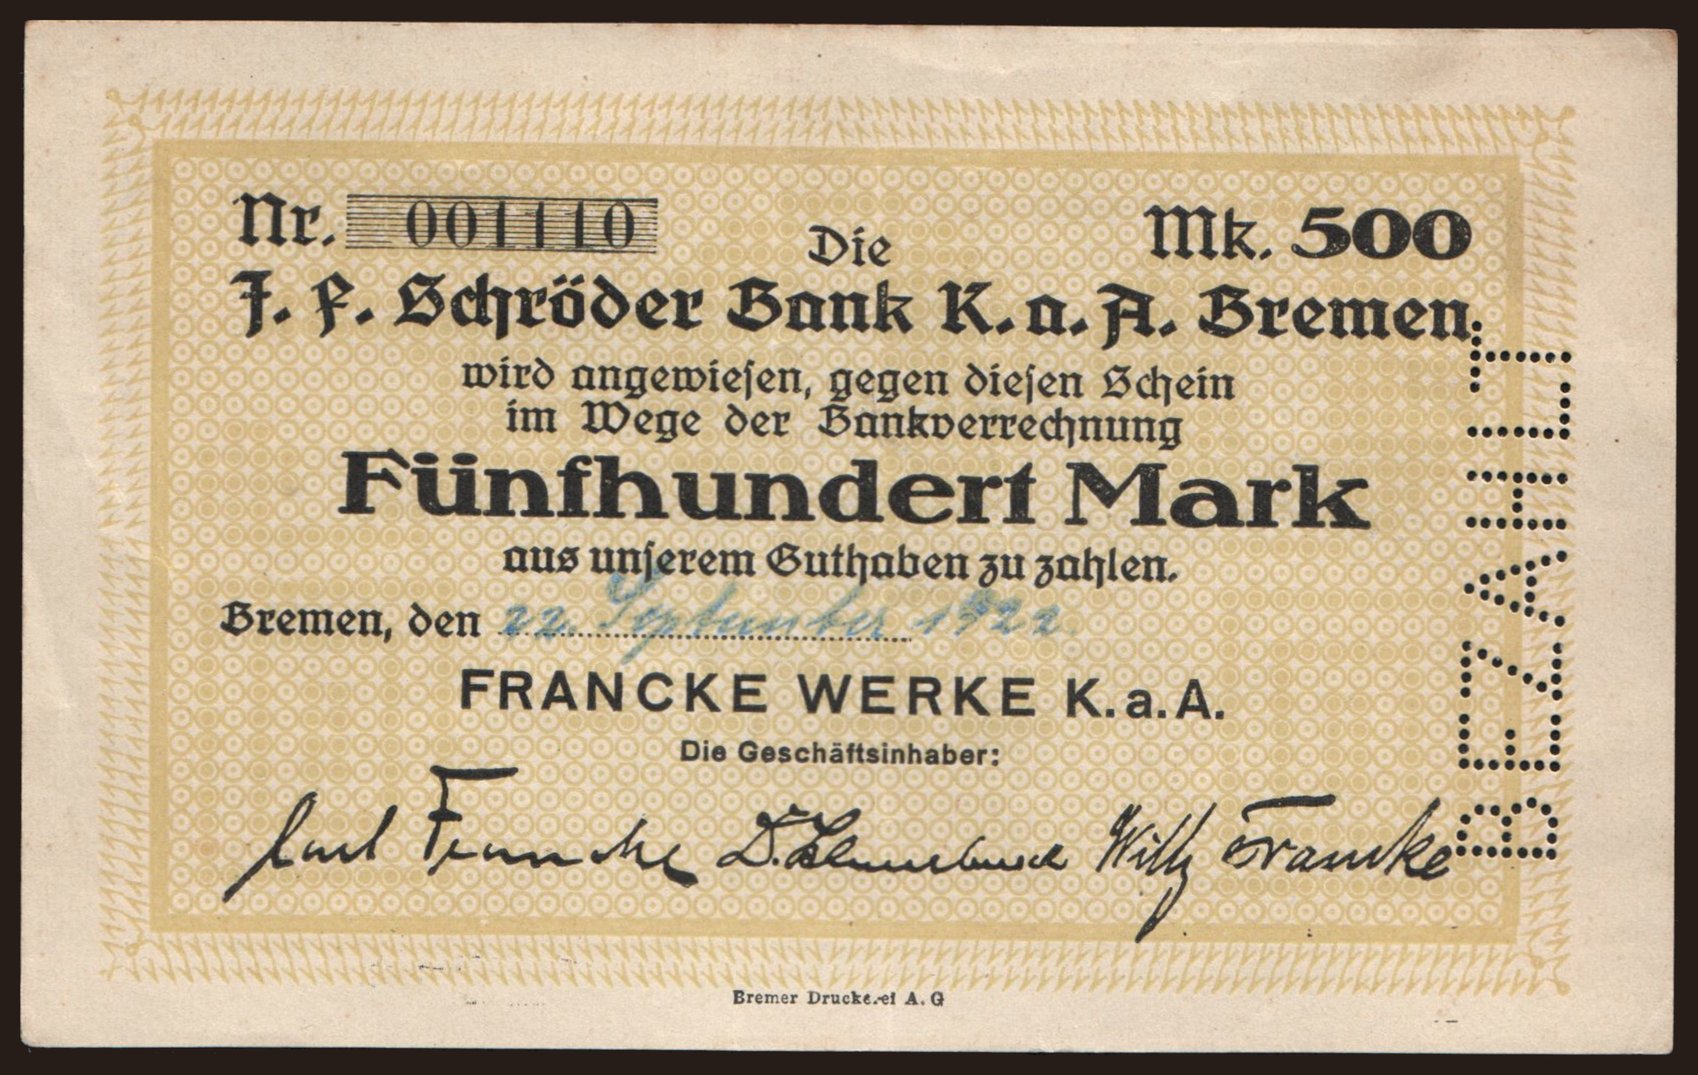 Nr. 001110
Mk. 500
Die
J. F. Schröder Bank K. a. A. Bremen,
wird angewiesen, gegen diesen Schein
im Wege der Bankverrechnung
Fünfhundert Mark
aus unserem Guthaben zu zahlen.
Bremen, den 22. September 1922.
FRANCKE WERKE K. a. A.
Die Geschäftsinhaber:
Carl Francke Willy Francke
BEZAHLT
Bremer Druckerei A. G